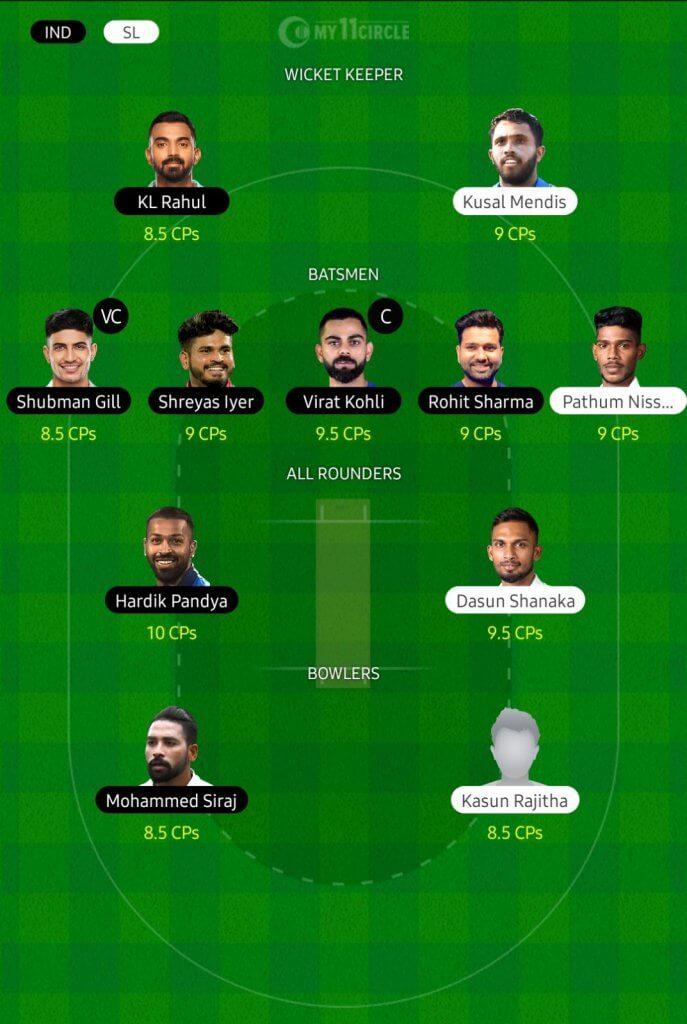 IND SL MY11CIRCLE
WICKET KEEPER
KL Rahul Kusal Mendis
8.5 CPs 9 CPs
BATSMEN
VC C
Shubman Gill Shreyas Iyer Virat Kohli Rohit Sharma Pathum Niss...
8.5 CPs 9 CPs 9.5 CPs 9 CPs 9 CPs
ALL ROUNDERS
Hardik Pandya Dasun Shanaka
10 CPs 9.5 CPs
BOWLERS
Mohammed Siraj Kasun Rajitha
8.5 CPs 8.5 CPs